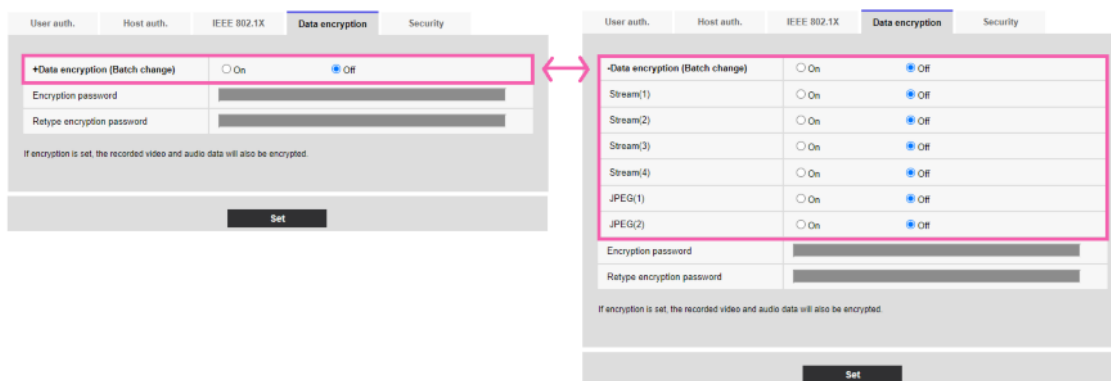 User auth. Host auth. IEEE 802.1X Data encryption Security
+Data encryption (Batch change) On Off
Encryption password
Retype encryption password
If encryption is set, the recorded video and audio data will also be encrypted.
Set
User auth. Host auth. IEEE 802.1X Data encryption Security
-Data encryption (Batch change) On Off
Stream(1) On Off
Stream(2) On Off
Stream(3) On Off
Stream(4) On Off
JPEG(1) On Off
JPEG(2) On Off
Encryption password
Retype encryption password
If encryption is set, the recorded video and audio data will also be encrypted.
Set